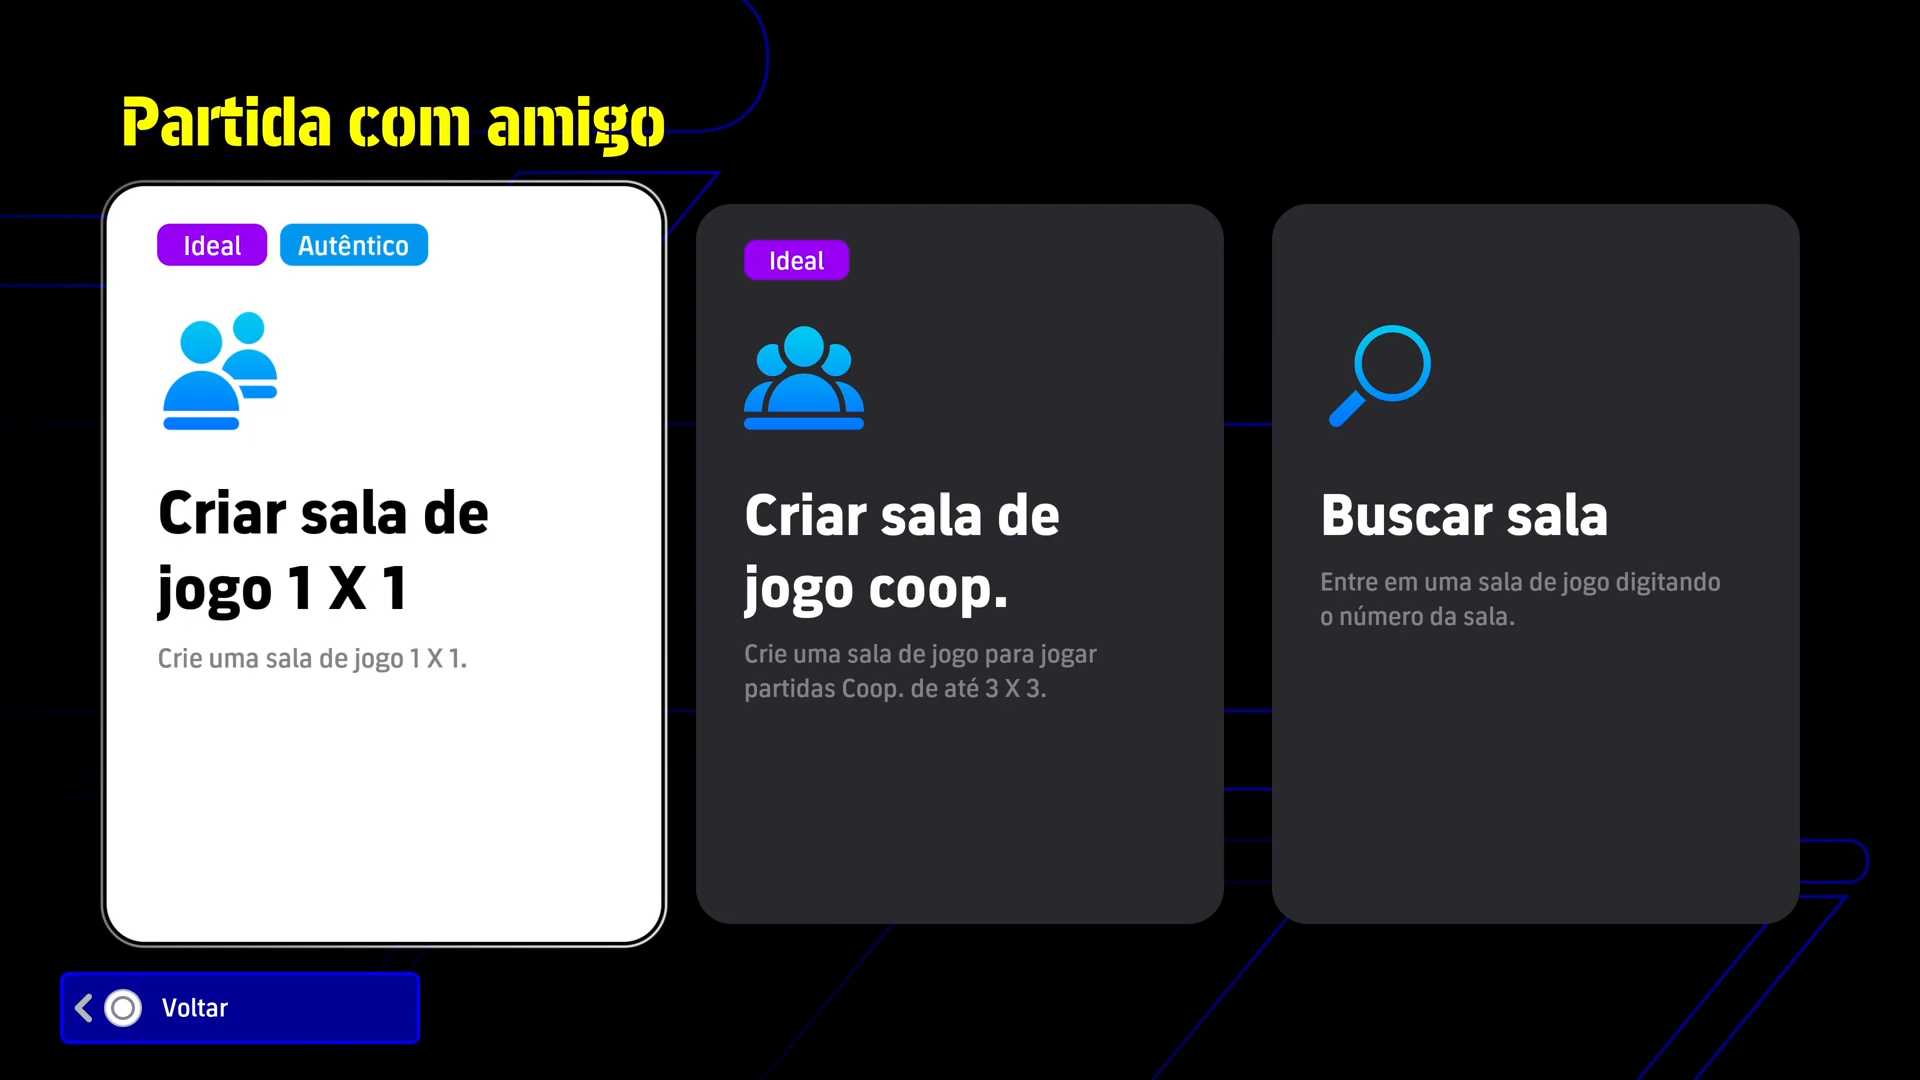 Partida com amigo
Ideal
Autêntico
Criar sala de
jogo 1 X 1
Crie uma sala de jogo 1 X 1.
Ideal
Criar sala de
jogo coop.
Crie uma sala de jogo para jogar
partidas Coop. de até 3 X 3.
Buscar sala
Entre em uma sala de jogo digitando
o número da sala.
Voltar